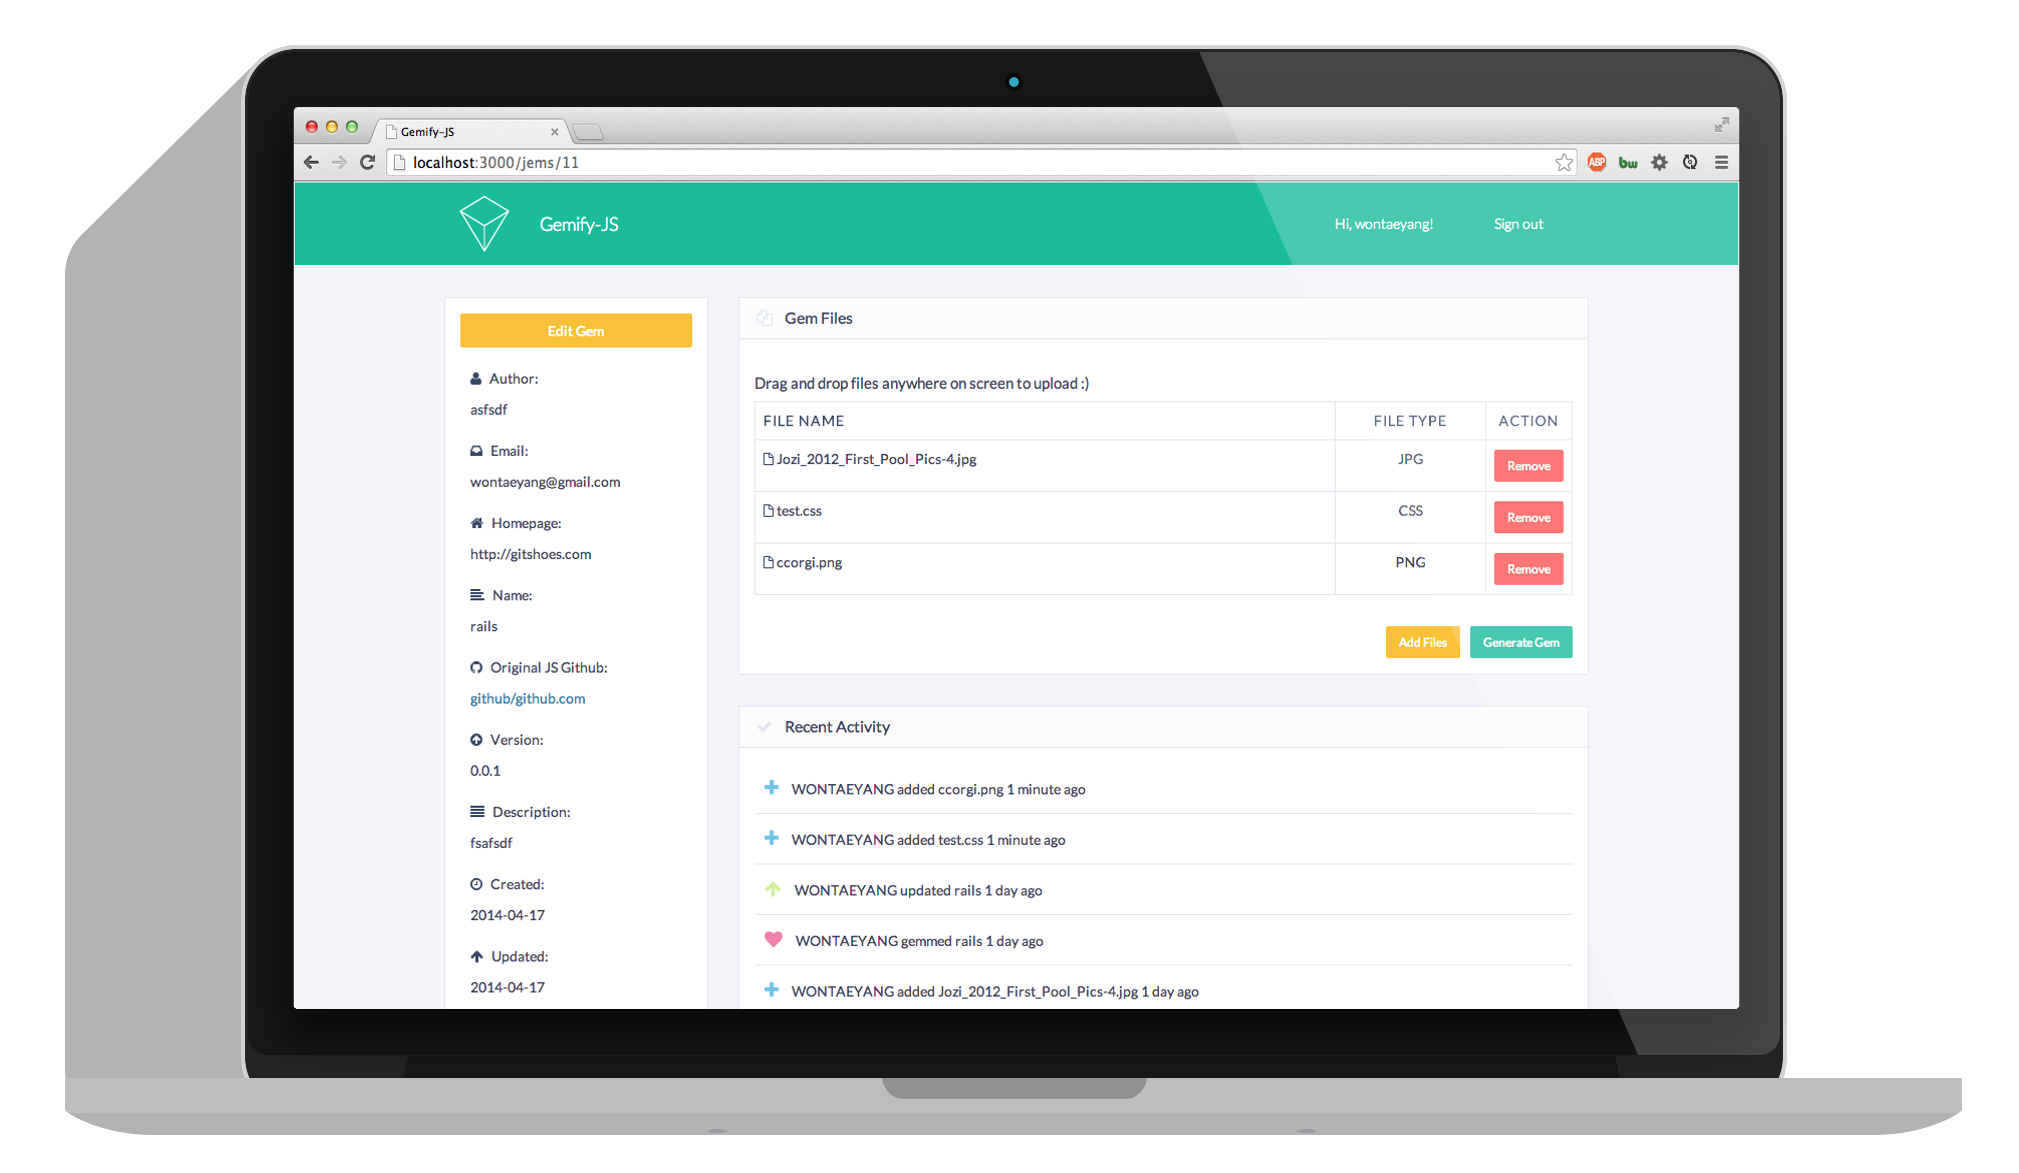 Gemify-JS
localhost:3000/jems/11
ABP
bw
Gemify-JS
Hi, wontaeyang!
Sign out
Edit Gem
Author:
asfsdf
Email:
wontaeyang@gmail.com
Homepage:
http://gitshoes.com
Name:
rails
Original JS Github:
github/github.com
Version:
0.0.1
Description:
fsafsdf
Created:
2014-04-17
Updated:
2014-04-17
Gem Files
Drag and drop files anywhere on screen to upload :)
FILE NAME FILE TYPE ACTION
Jozi_2012_First_Pool_Pics-4.jpg JPG Remove
test.css CSS Remove
ccorgi.png PNG Remove
Add Files Generate Gem
Recent Activity
WONTAEYANG added ccorgi.png 1 minute ago
WONTAEYANG added test.css 1 minute ago
WONTAEYANG updated rails 1 day ago
WONTAEYANG gemmed rails 1 day ago
WONTAEYANG added Jozi_2012_First_Pool_Pics-4.jpg 1 day ago